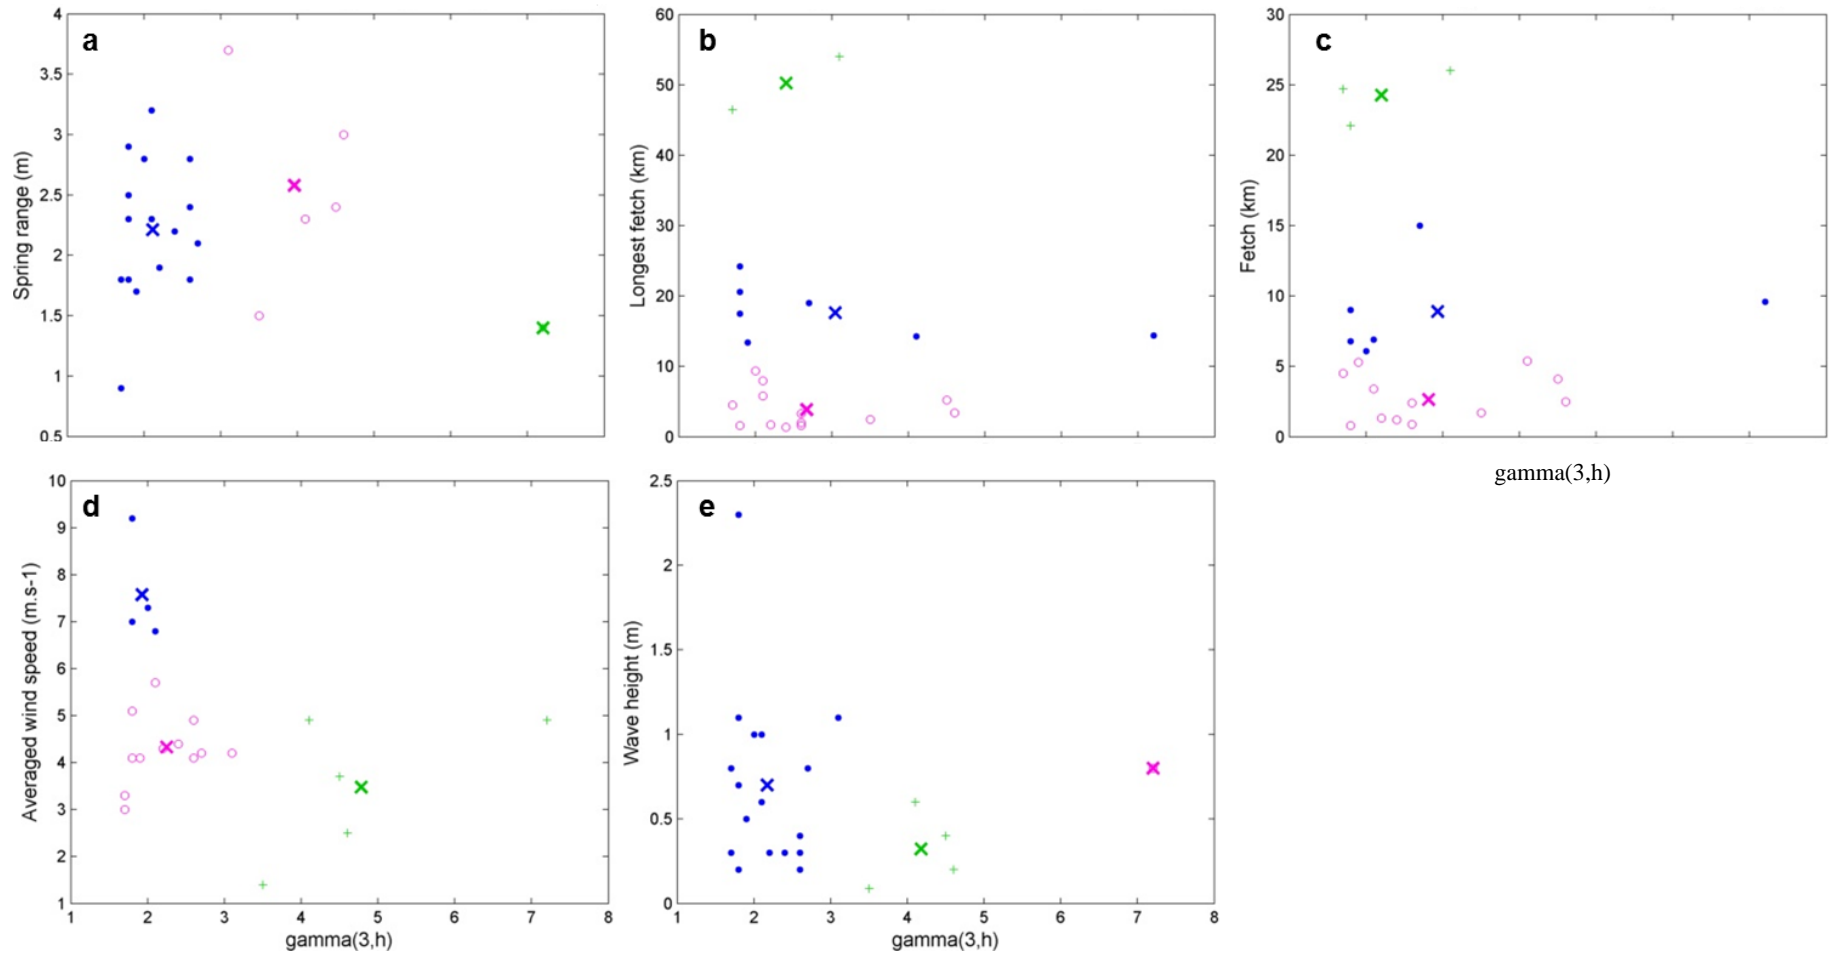 a
4
3.5
3
2.5
2
1.5
1
0.5
Spring range (m)
b
60
50
40
30
20
10
0
Longest fetch (km)
c
30
25
20
15
10
5
0
Fetch (km)
gamma(3,h)
d
10
9
8
7
6
5
4
3
2
1
Averaged wind speed (m.s-1)
1 2 3 4 5 6 7 8
gamma(3,h)
e
2.5
2
1.5
1
0.5
0
Wave height (m)
1 2 3 4 5 6 7 8
gamma(3,h)